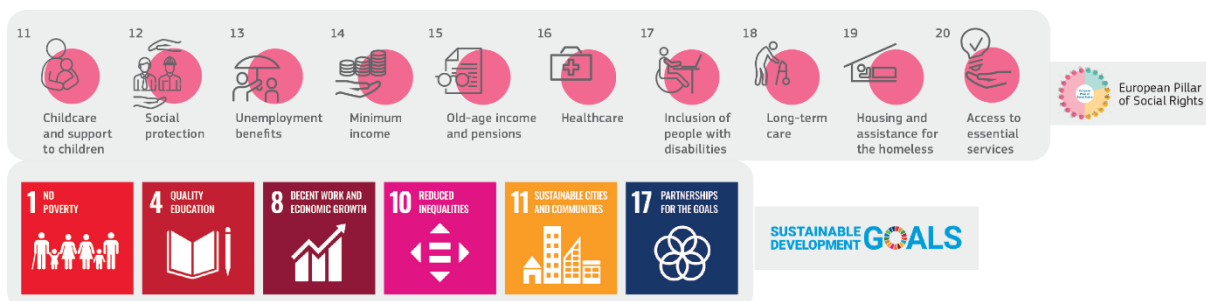 11
Childcare
and support
to children
12
Social
protection
13
Unemployment
benefits
14
Minimum
income
15
Old-age income
and pensions
16
Healthcare
17
Inclusion of
people with
disabilities
18
Long-term
care
19
Housing and
assistance for
the homeless
20
Access to
essential
services
European Pillar
of Social Rights
1 NO
POVERTY
4 QUALITY
EDUCATION
8 DECENT WORK AND
ECONOMIC GROWTH
10 REDUCED
INEQUALITIES
11 SUSTAINABLE CITIES
AND COMMUNITIES
17 PARTNERSHIPS
FOR THE GOALS
SUSTAINABLE
DEVELOPMENT GOALS